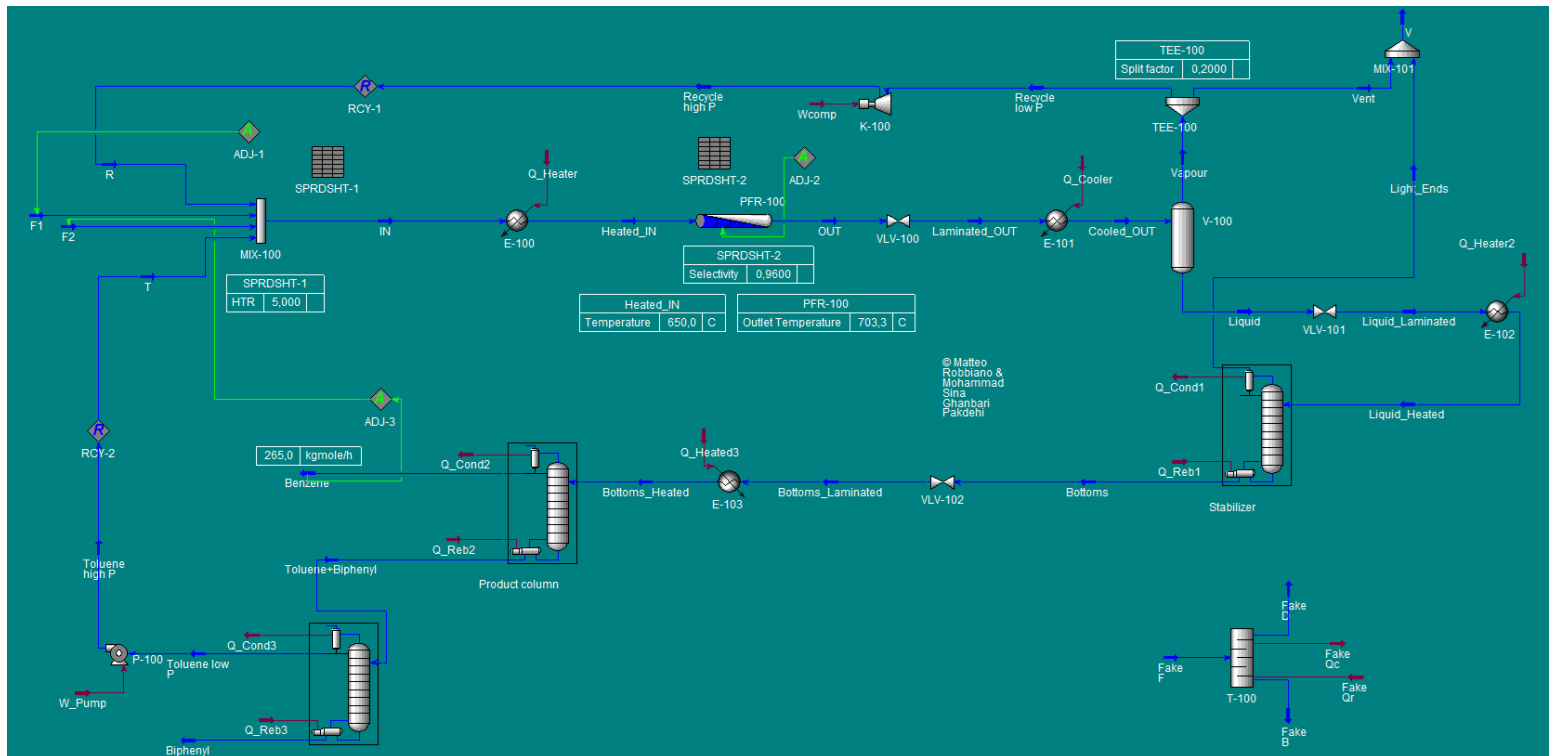 V
TEE-100
Split factor 0,2000
MIX-101
R
RCY-1
Recycle
high P
Wcomp
K-100
Recycle
low P
TEE-100
Vent
A
ADJ-1
SPRDSHT-1
Q_Heater
SPRDSHT-2
A
ADJ-2
Q_Cooler
Vapour
Light_Ends
R
F1
F2
MIX-100
IN
E-100
Heated_IN
PFR-100
OUT
VLV-100
Laminated_OUT
E-101
Cooled_OUT
V-100
Q_Heater2
T
SPRDSHT-1
HTR 5,000
SPRDSHT-2
Selectivity 0,9600
Heated_IN
Temperature 650,0 C
PFR-100
Outlet Temperature 703,3 C
Liquid
VLV-101
Liquid_Laminated
E-102
© Matteo
Robbiano &
Mohammad
Sina
Ghanbari
Pakdehi
Q_Cond1
Liquid_Heated
A
ADJ-3
R
RCY-2
265,0 kgmole/h
Benzene
Q_Cond2
Q_Heated3
Bottoms_Heated
E-103
Bottoms_Laminated
VLV-102
Bottoms
Q_Reb1
Stabilizer
Q_Reb2
Toluene+Biphenyl
Product column
Toluene
high P
Q_Cond3
P-100
Toluene low
P
W_Pump
Q_Reb3
Biphenyl
Fake
D
Fake
F
Fake
Qc
Fake
Qr
T-100
Fake
B